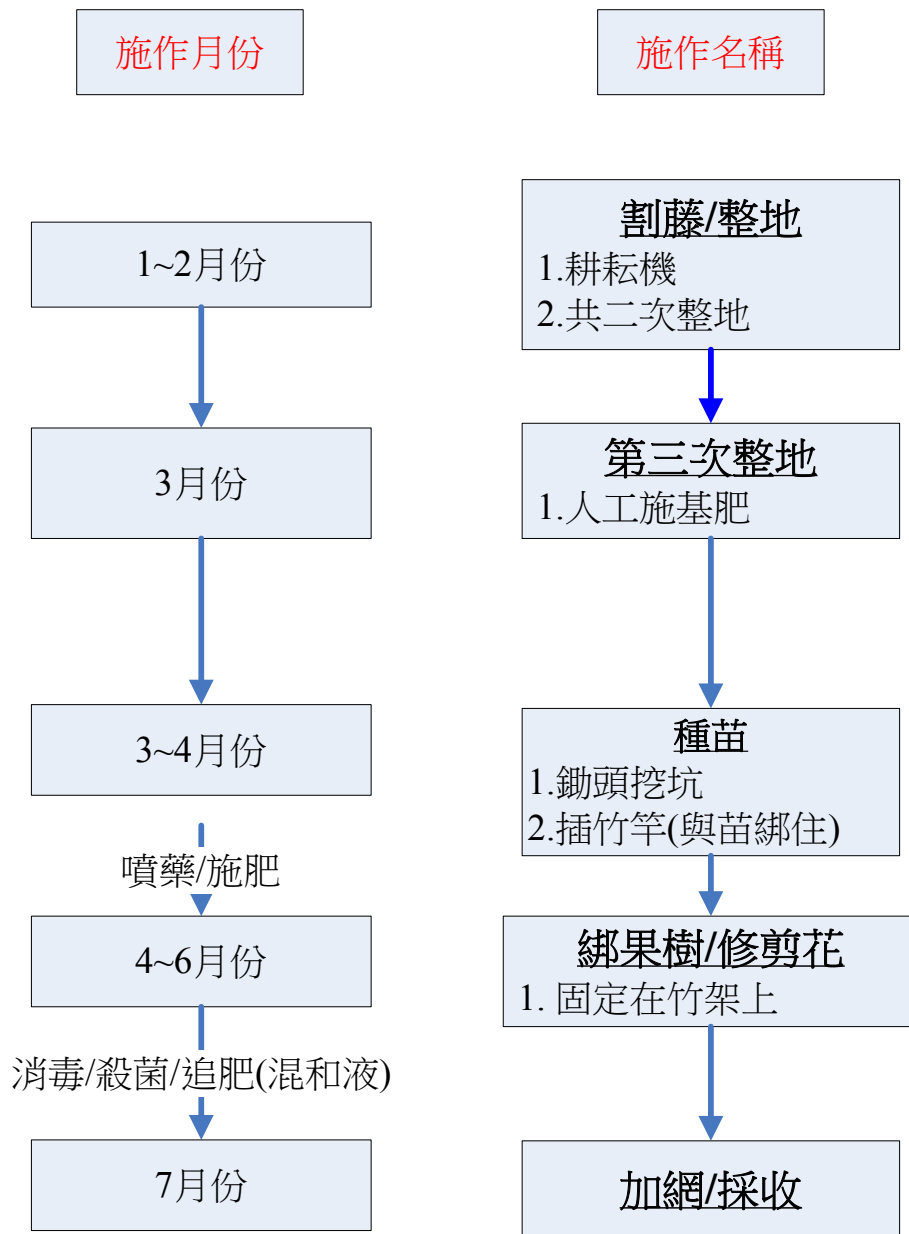 施作月份
施作名稱
1~2月份
割藤/整地
1.耕耘機
2.共二次整地
3月份
第三次整地
1.人工施基肥
3~4月份
種苗
1.鋤頭挖坑
2.插竹竿(與苗綁住)
噴藥/施肥
4~6月份
綁果樹/修剪花
1. 固定在竹架上
消毒/殺菌/追肥(混和液)
7月份
加網/採收